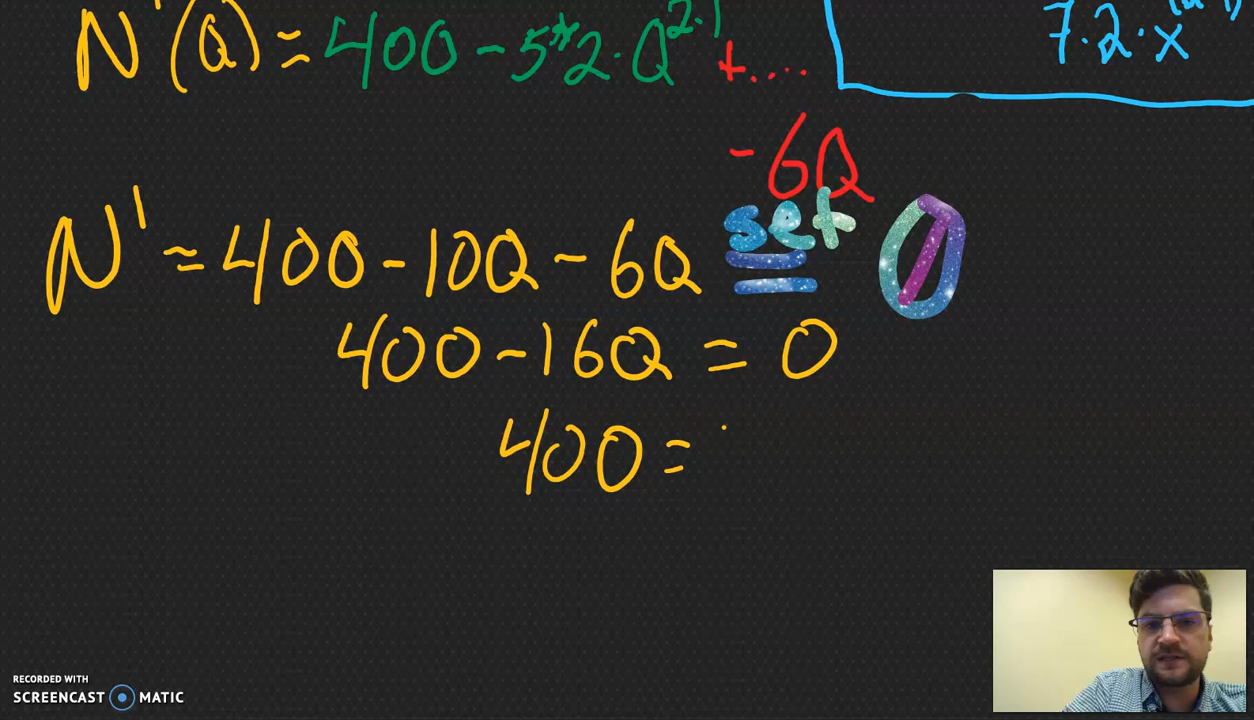 N'(Q) = 400 - 5*2·Q^2-1 + ....
7·2·x
- 6Q
N' = 400 - 10Q - 6Q set = 0
400 - 16Q = 0
400 =
RECORDED WITH
SCREENCAST MATIC